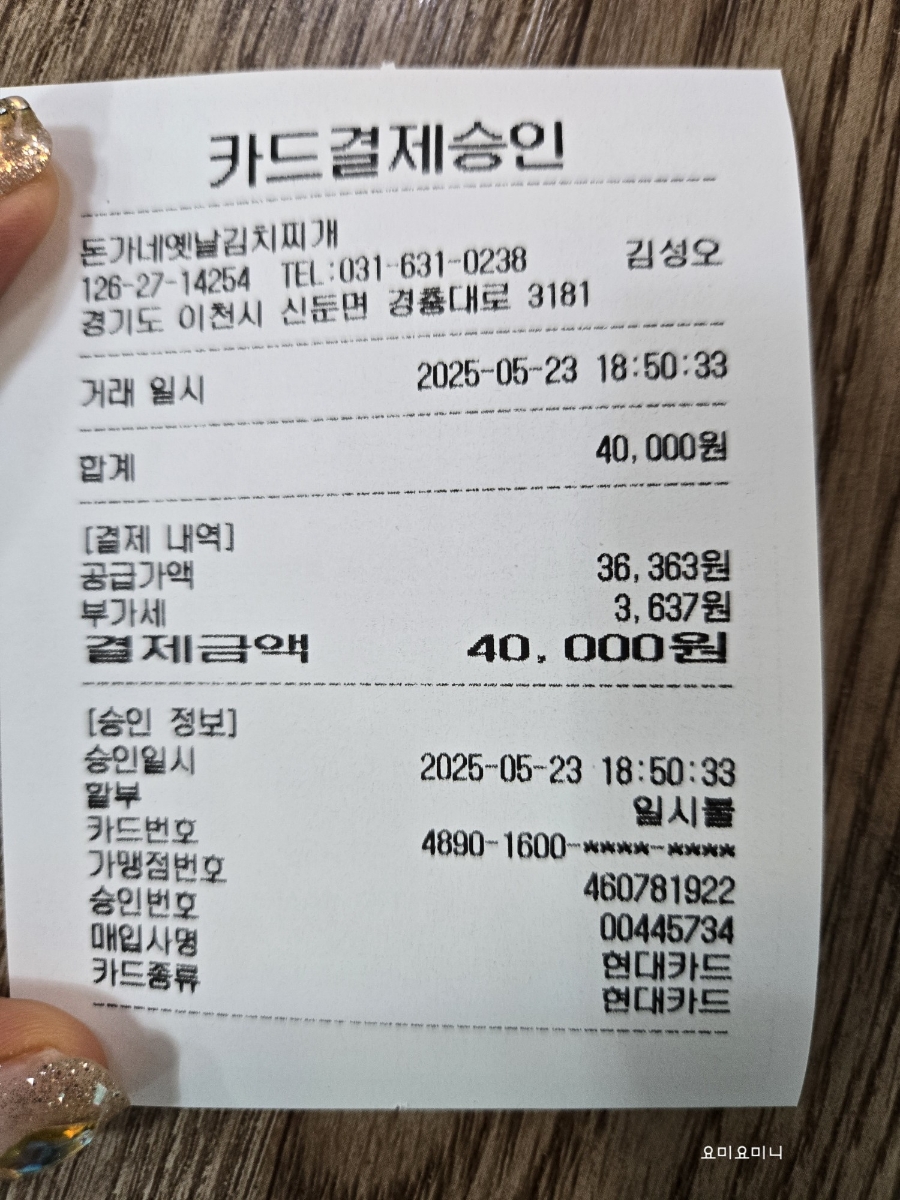 카드결제승인
돈가네옛날김치찌개
126-27-14254 TEL:031-631-0238 김성오
경기도 이천시 신둔면 경충대로 3181
거래 일시 2025-05-23 18:50:33
합계 40,000원
[결제 내역]
공급가액 36,363원
부가세 3,637원
결제금액 40,000원
[승인 정보]
승인일시 2025-05-23 18:50:33
할부 일시불
카드번호 4890-1600-****-****
가맹점번호 460781922
승인번호 00445734
매입사명 현대카드
카드종류 현대카드
요미요미니